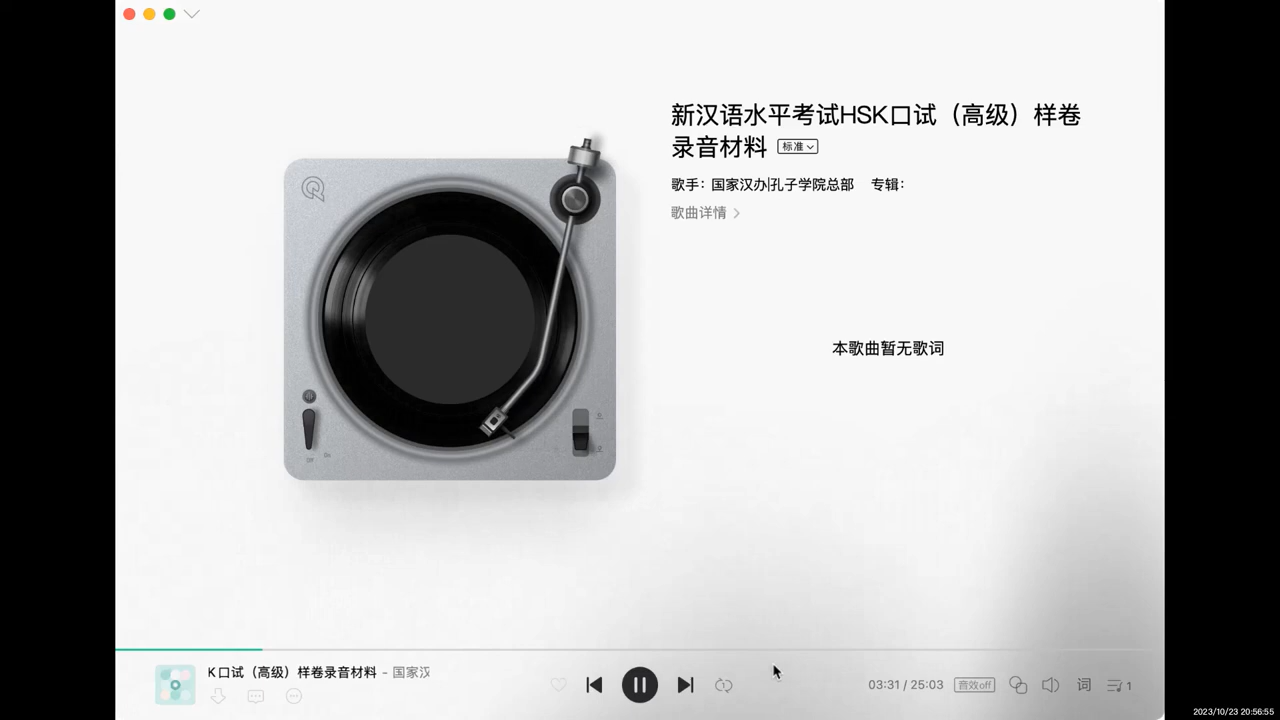 新汉语水平考试HSK口试（高级）样卷
录音材料 标准
歌手：国家汉办|孔子学院总部 专辑：
歌曲详情
本歌曲暂无歌词
K口试（高级）样卷录音材料 - 国家汉
03:31 / 25:03 音效off 词 1
2023/10/23 20:56:55